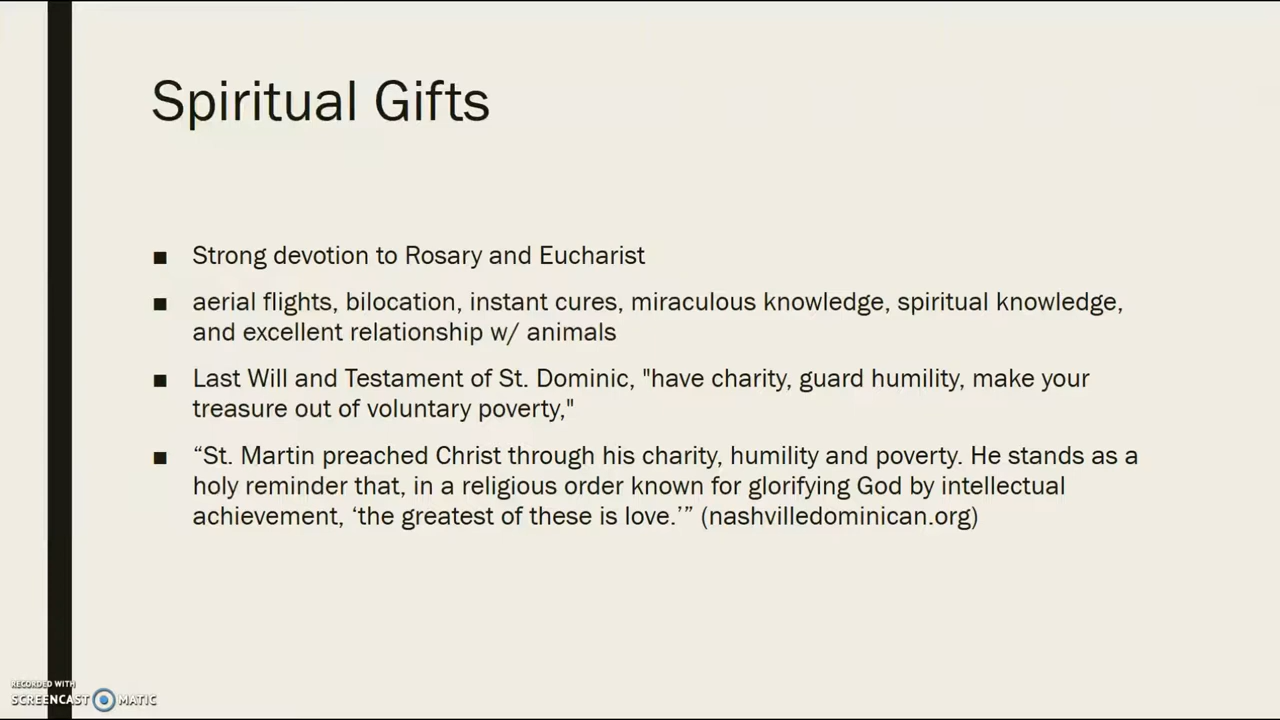 Spiritual Gifts
■ Strong devotion to Rosary and Eucharist
■ aerial flights, bilocation, instant cures, miraculous knowledge, spiritual knowledge,
and excellent relationship w/ animals
■ Last Will and Testament of St. Dominic, "have charity, guard humility, make your
treasure out of voluntary poverty,"
■ “St. Martin preached Christ through his charity, humility and poverty. He stands as a
holy reminder that, in a religious order known for glorifying God by intellectual
achievement, ‘the greatest of these is love.’” (nashvilledominican.org)
RECORDED WITH
SCREENCAST MATIC